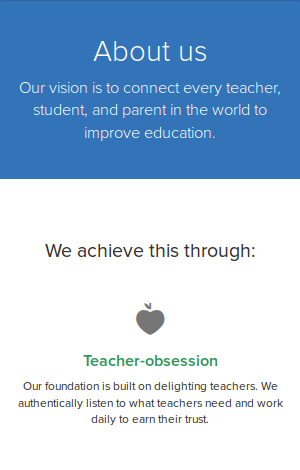 About us
Our vision is to connect every teacher,
student, and parent in the world to
improve education.
We achieve this through:
Teacher-obsession
Our foundation is built on delighting teachers. We
authentically listen to what teachers need and work
daily to earn their trust.